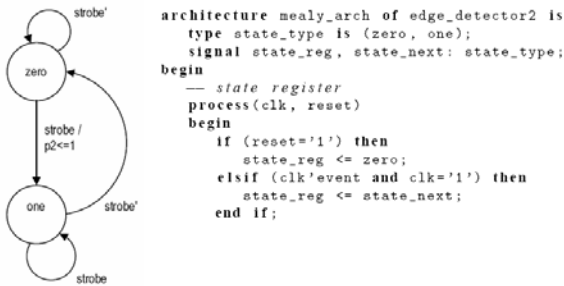 strobe'
zero
strobe /
p2<=1
one
strobe'
strobe
architecture mealy_arch of edge_detector2 is
type state_type is (zero, one);
signal state_reg, state_next: state_type;
begin
-- state register
process(clk, reset)
begin
if (reset='1') then
state_reg <= zero;
elsif (clk'event and clk='1') then
state_reg <= state_next;
end if;